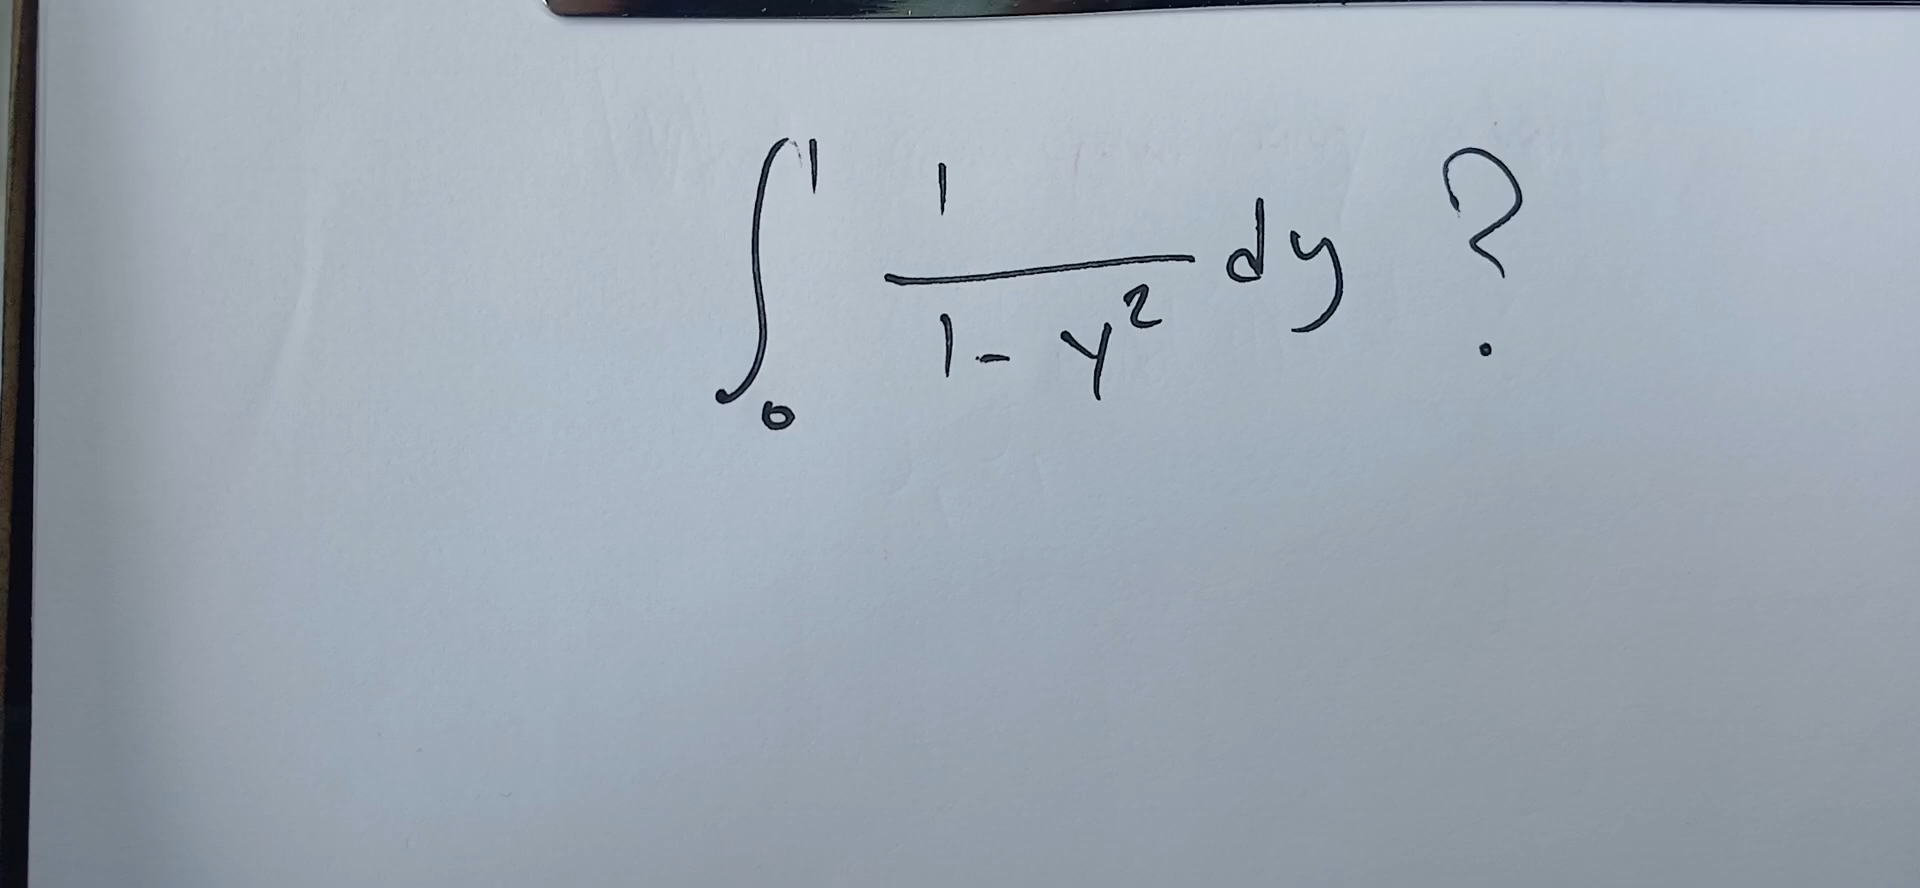 ∫₀¹ 1/(1 - y²) dy ?